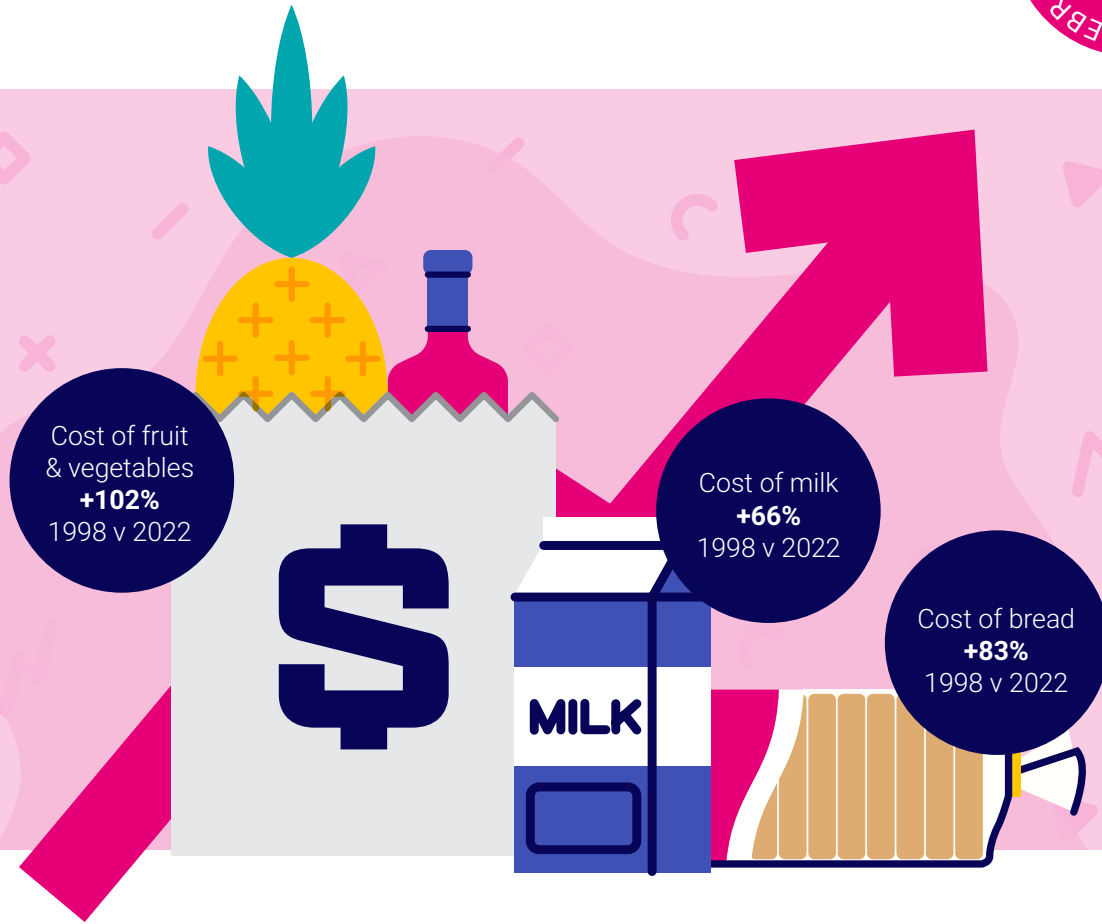 Cost of fruit
& vegetables
+102%
1998 v 2022
Cost of milk
+66%
1998 v 2022
Cost of bread
+83%
1998 v 2022
$
MILK